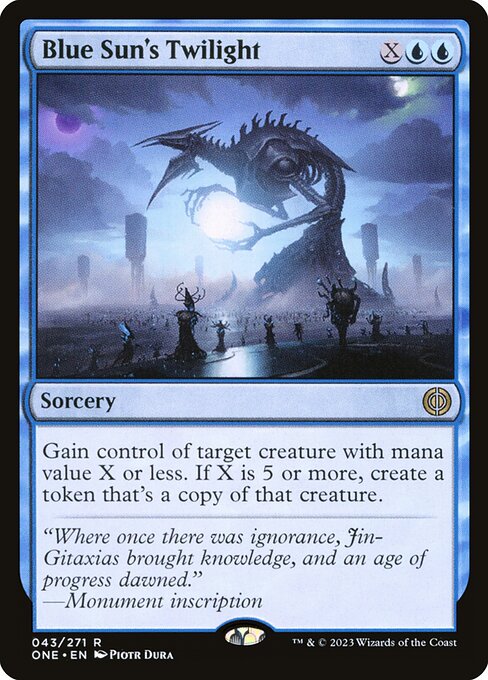 Blue Sun's Twilight XUU
Sorcery
Gain control of target creature with mana
value X or less. If X is 5 or more, create a
token that's a copy of that creature.
“Where once there was ignorance, Jin-
Gitaxias brought knowledge, and an age of
progress dawned.”
—Monument inscription
043/271 R
ONE • EN Piotr Dura
™ & © 2023 Wizards of the Coast